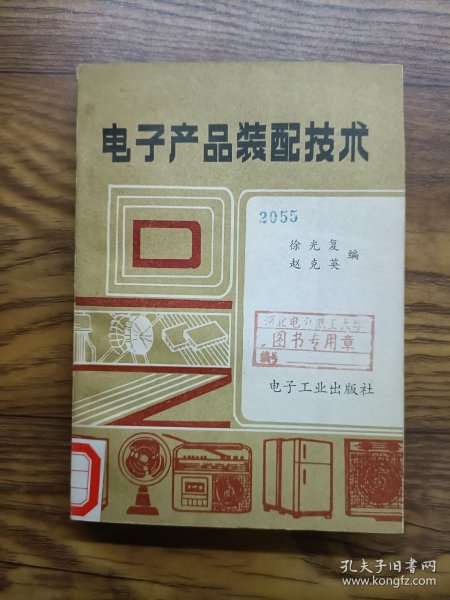 电子产品装配技术
2055
徐光复
赵克英
编
河北电力职工大学
图书专用章
编号
电子工业出版社
孔夫子旧书网
www.kongfz.com